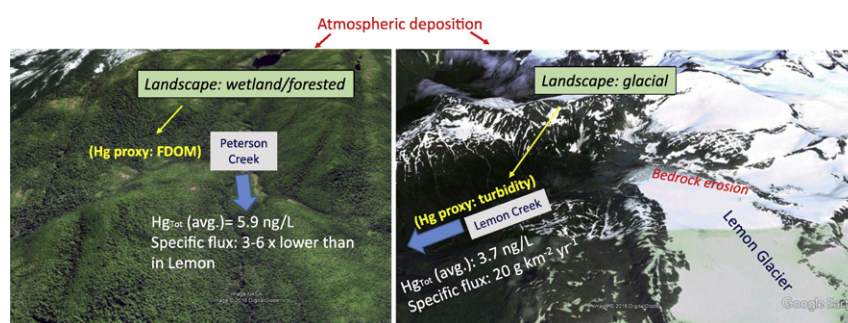 Atmospheric deposition
Landscape: wetland/forested
(Hg proxy: FDOM)
Peterson
Creek
HgTot (avg.)= 5.9 ng/L
Specific flux: 3-6 x lower than
in Lemon
Landscape: glacial
Bedrock erosion
(Hg proxy: turbidity)
Lemon Creek
HgTot (avg.): 3.7 ng/L
Specific flux: 20 g km-2 yr-1
Lemon Glacier